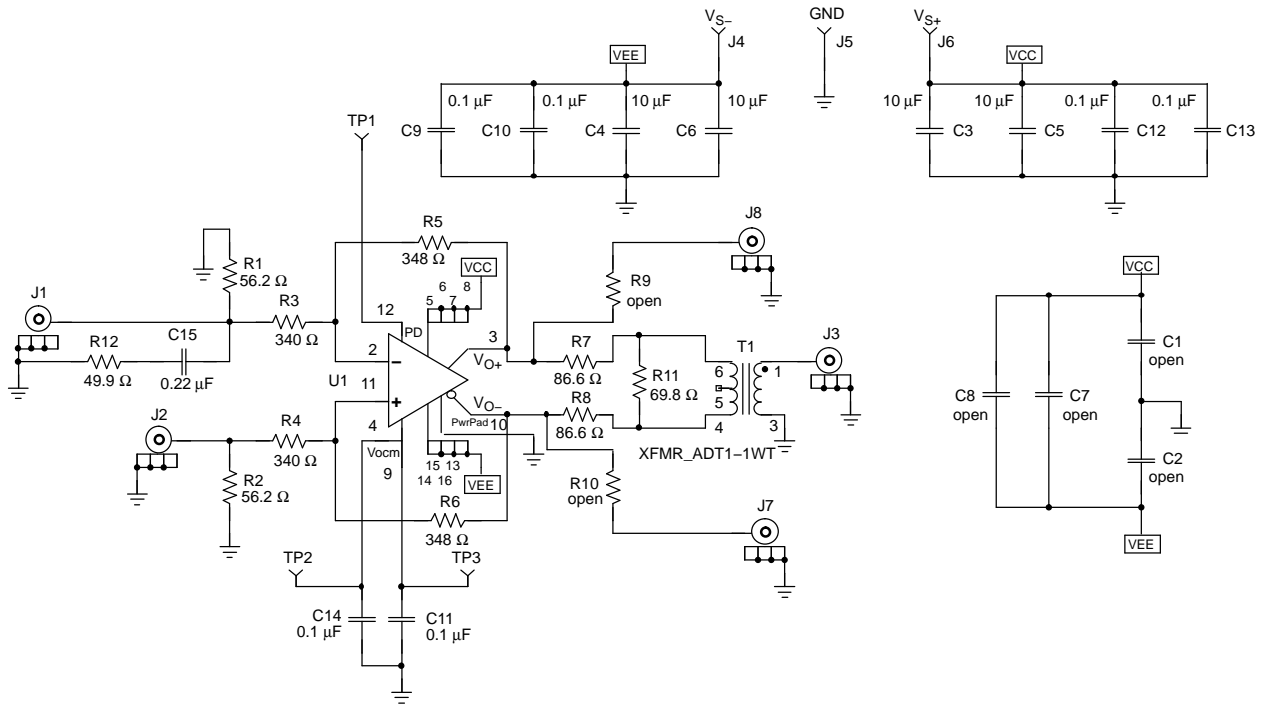 VS−
J4
GND
J5
VS+
J6
VEE
VCC
0.1 µF
0.1 µF
10 µF
10 µF
10 µF
10 µF
0.1 µF
0.1 µF
C9
C10
C4
C6
C3
C5
C12
C13
TP1
J8
R5
348 Ω
VCC
R1
56.2 Ω
R9
open
6
8
5
7
J1
R3
340 Ω
12
PD
3
R12
49.9 Ω
C15
0.22 µF
2
−
VO+
R7
86.6 Ω
T1
J3
6
1
U1
11
+
R11
69.8 Ω
5
VO−
R8
86.6 Ω
4
3
J2
R4
340 Ω
4
PwrPad
10
XFMR_ADT1−1WT
Vocm
15
13
14
16
VEE
9
R2
56.2 Ω
R10
open
R6
348 Ω
J7
TP2
TP3
C14
0.1 µF
C11
0.1 µF
VCC
C1
open
C8
open
C7
open
C2
open
VEE